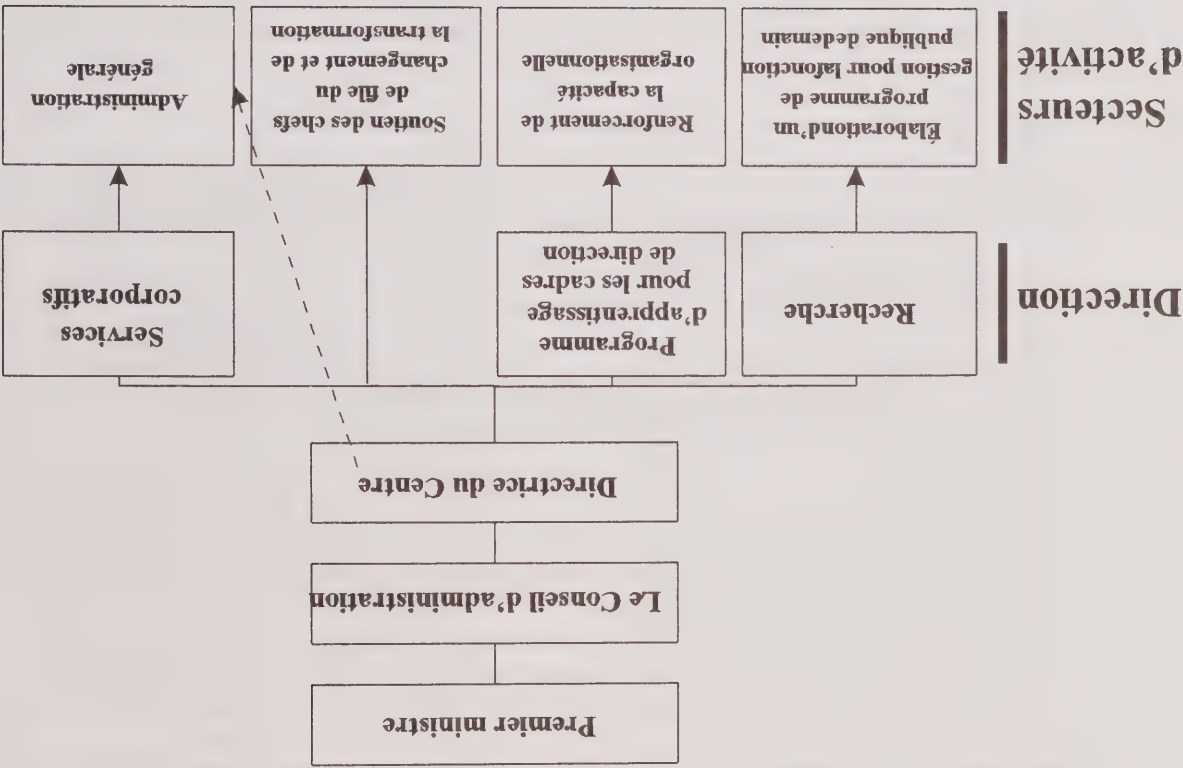 Premier ministre
Le Conseil d'administration
Directrice du Centre
Direction
Recherche
Programme
d'apprentissage
pour les cadres
de direction
Services
corporatifs
Secteurs
d'activité
Élaborationd'un
programme de
gestion pour lafonction
publique dedemain
Renforcement de
la capacité
organisationnelle
Soutien des chefs
de file du
changement et de
la transformation
Administration
générale